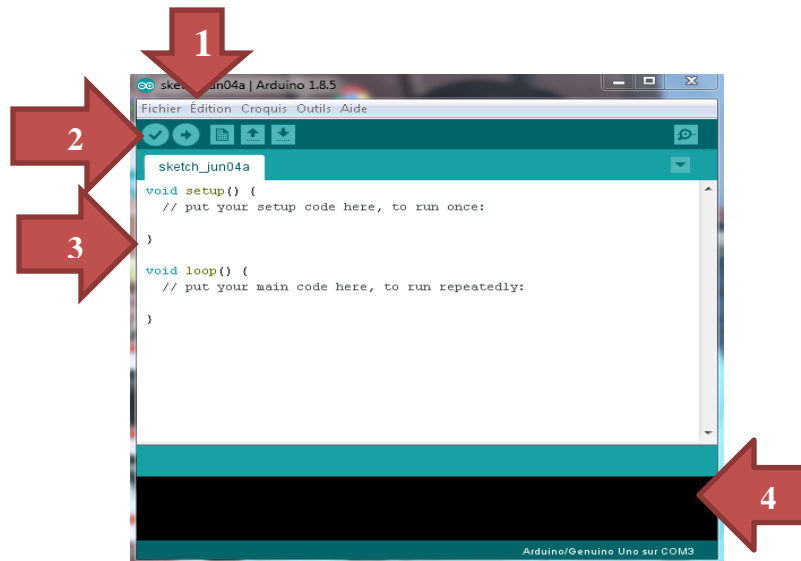 1
sketch_jun04a | Arduino 1.8.5
Fichier Édition Croquis Outils Aide
2
sketch_jun04a
void setup() {
// put your setup code here, to run once:
3
}
void loop() {
// put your main code here, to run repeatedly:
}
4
Arduino/Genuino Uno sur COM3